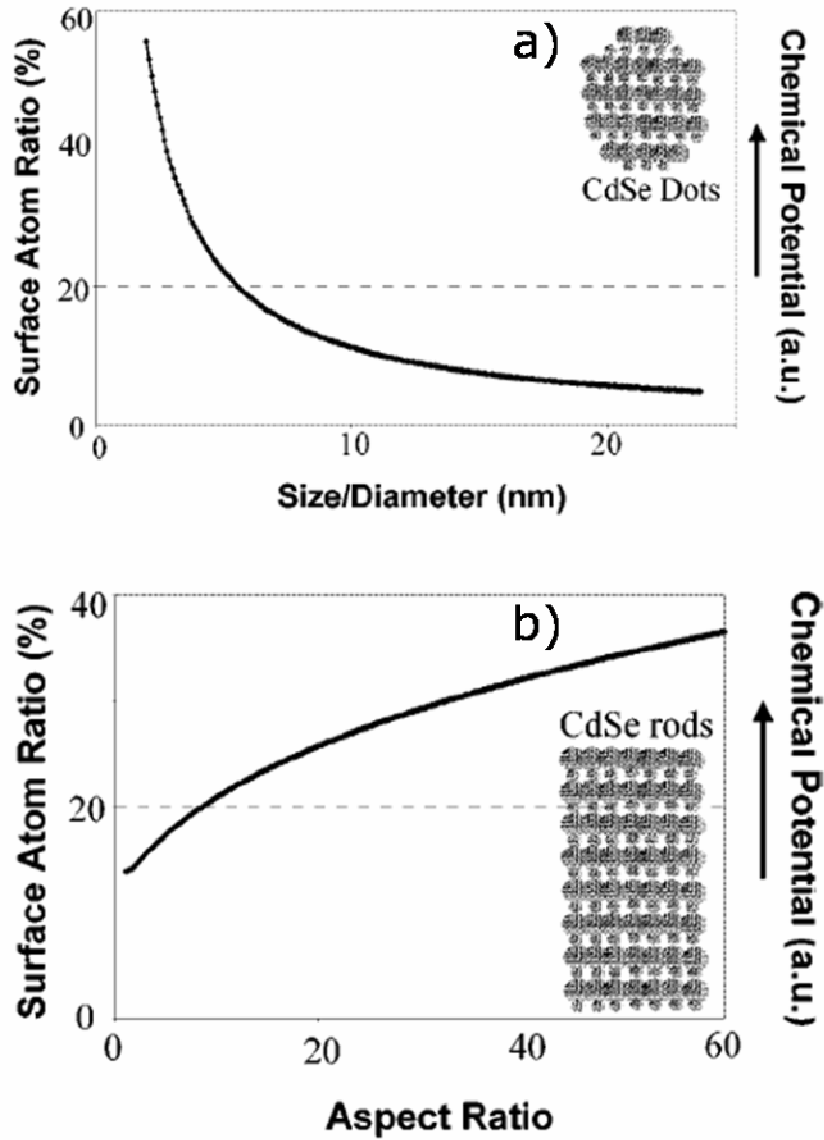 60
40
20
0
Surface Atom Ratio (%)
a)
CdSe Dots
Chemical Potential (a.u.)
0 10 20
Size/Diameter (nm)
40
20
0
Surface Atom Ratio (%)
b)
CdSe rods
Chemical Potential (a.u.)
0 20 40 60
Aspect Ratio